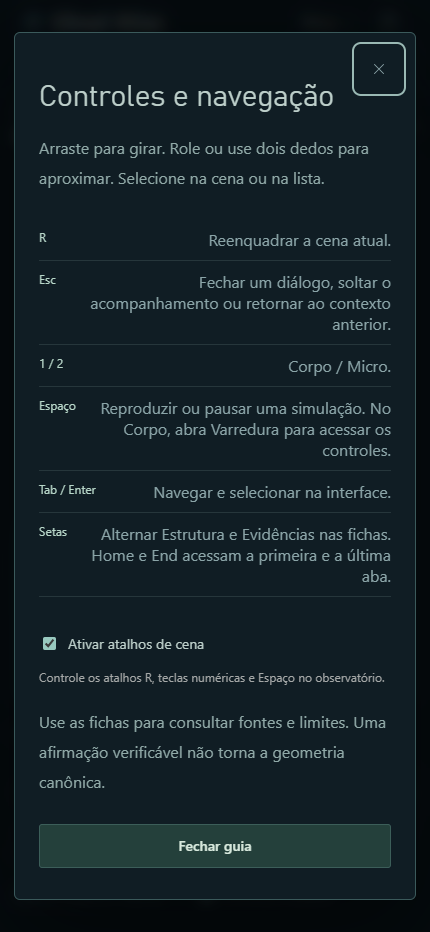 Controles e navegação
Arraste para girar. Role ou use dois dedos para
aproximar. Selecione na cena ou na lista.
R Reenquadrar a cena atual.
Esc Fechar um diálogo, soltar o
acompanhamento ou retornar ao contexto
anterior.
1 / 2 Corpo / Micro.
Espaço Reproduzir ou pausar uma simulação. No
Corpo, abra Varredura para acessar os
controles.
Tab / Enter Navegar e selecionar na interface.
Setas Alternar Estrutura e Evidências nas fichas.
Home e End acessam a primeira e a última
aba.
Ativar atalhos de cena
Controle os atalhos R, teclas numéricas e Espaço no observatório.
Use as fichas para consultar fontes e limites. Uma
afirmação verificável não torna a geometria
canônica.
Fechar guia